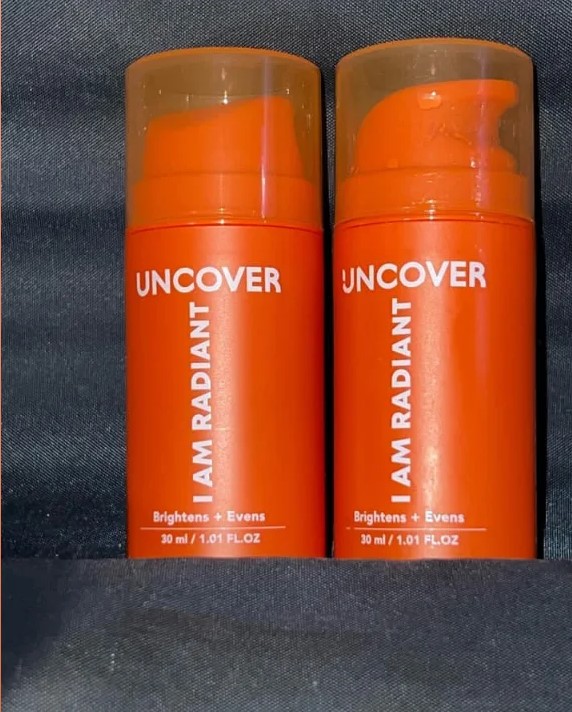 UNCOVER
I AM RADIANT
Brightens + Evens
30 ml / 1.01 FL.OZ
UNCOVER
I AM RADIANT
Brightens + Evens
30 ml / 1.01 FL.OZ